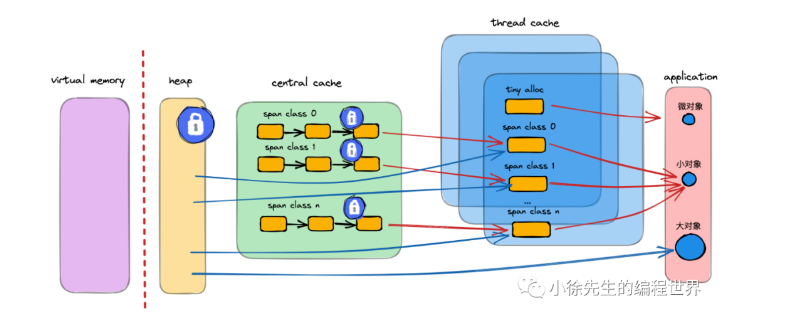 virtual memory
heap
central cache
span class 0
span class 1
span class n
thread cache
tiny alloc
span class 0
span class 1
...
span class n
application
微对象
小对象
大对象
小徐先生的编程世界